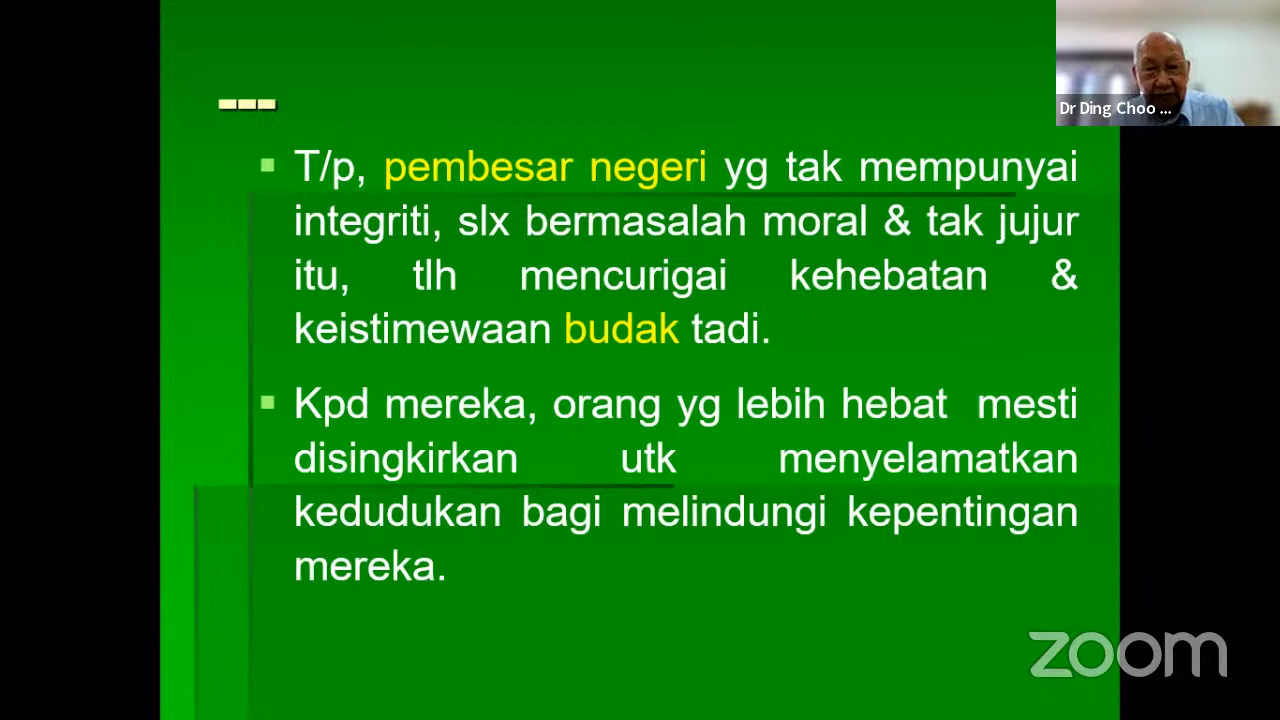 ---
T/p, pembesar negeri yg tak mempunyai
integriti, slx bermasalah moral & tak jujur
itu, tlh mencurigai kehebatan &
keistimewaan budak tadi.
Kpd mereka, orang yg lebih hebat mesti
disingkirkan utk menyelamatkan
kedudukan bagi melindungi kepentingan
mereka.
Dr Ding Choo ...
zoom